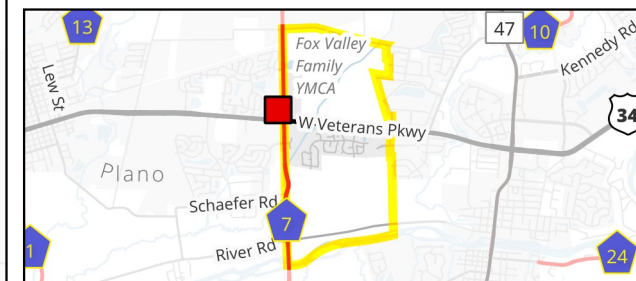 13
Fox Valley
Family
YMCA
47
10
Kennedy Rd
Lew St
34
W Veterans Pkwy
Plano
Schaefer Rd
7
River Rd
1
24